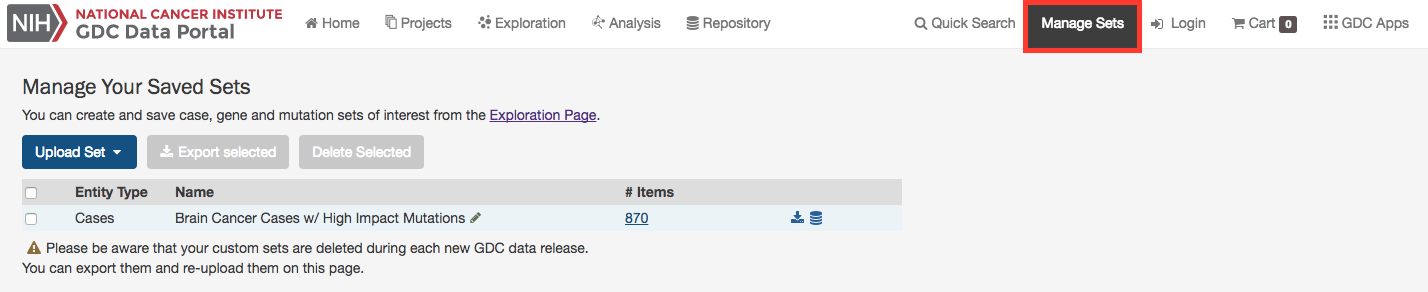 NIH NATIONAL CANCER INSTITUTE
GDC Data Portal
Home Projects Exploration Analysis Repository Quick Search Manage Sets Login Cart 0 GDC Apps
Manage Your Saved Sets
You can create and save case, gene and mutation sets of interest from the Exploration Page.
Upload Set Export selected Delete Selected
Entity Type Name # Items
Cases Brain Cancer Cases w/ High Impact Mutations 870
Please be aware that your custom sets are deleted during each new GDC data release.
You can export them and re-upload them on this page.